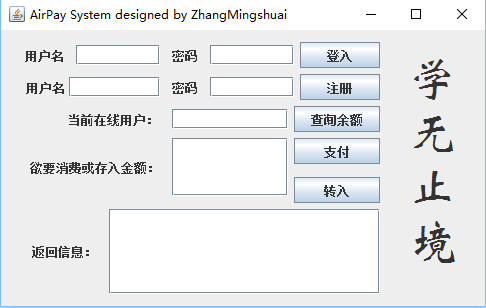 AirPay System designed by ZhangMingshuai
用户名 密码 登入
用户名 密码 注册
当前在线用户： 查询余额
欲要消费或存入金额： 支付
转入
返回信息：
学无止境